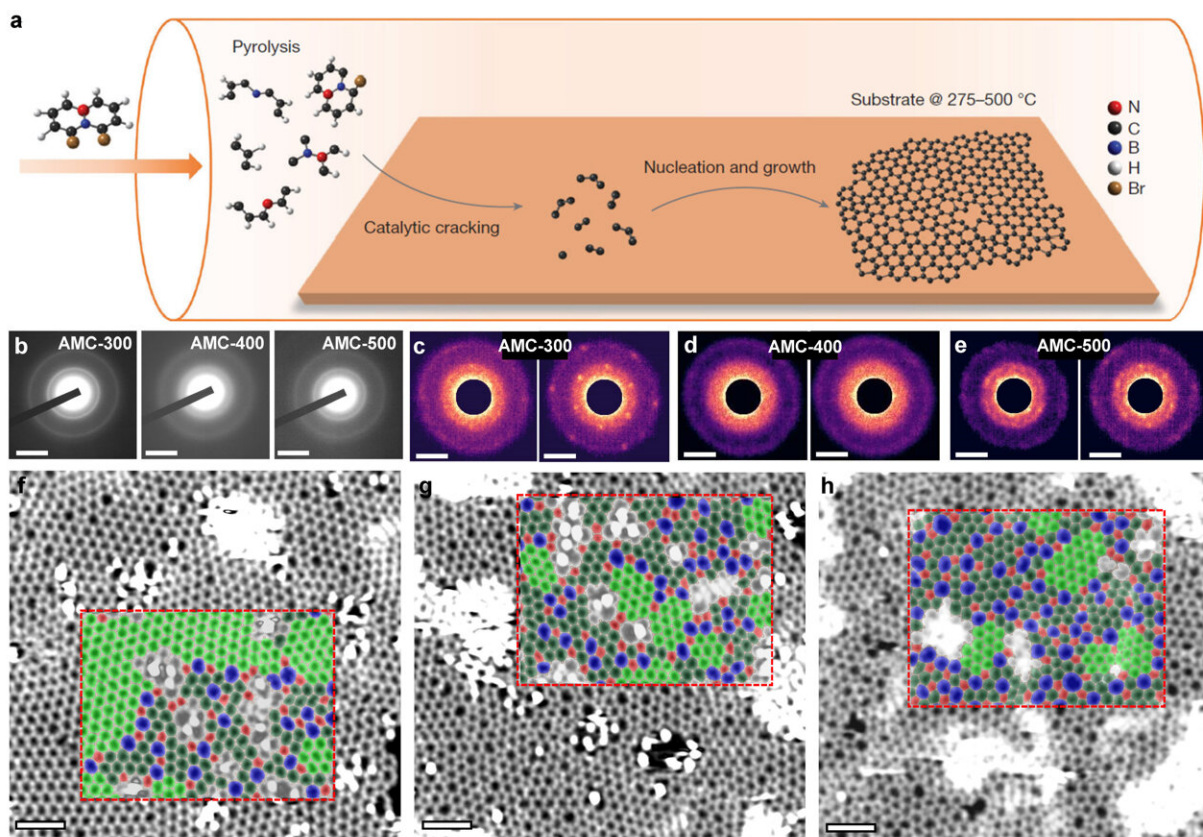 a
Pyrolysis
Substrate @ 275–500 °C
N
C
B
H
Br
Nucleation and growth
Catalytic cracking
b
AMC-300
AMC-400
AMC-500
c
AMC-300
d
AMC-400
e
AMC-500
f
g
h